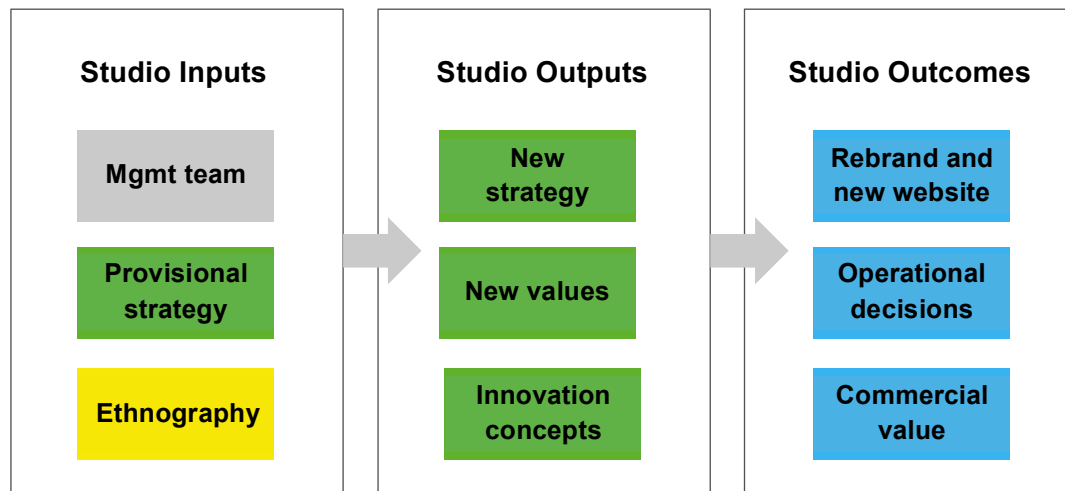 Studio Inputs
Mgmt team
Provisional
strategy
Ethnography
Studio Outputs
New
strategy
New values
Innovation
concepts
Studio Outcomes
Rebrand and
new website
Operational
decisions
Commercial
value